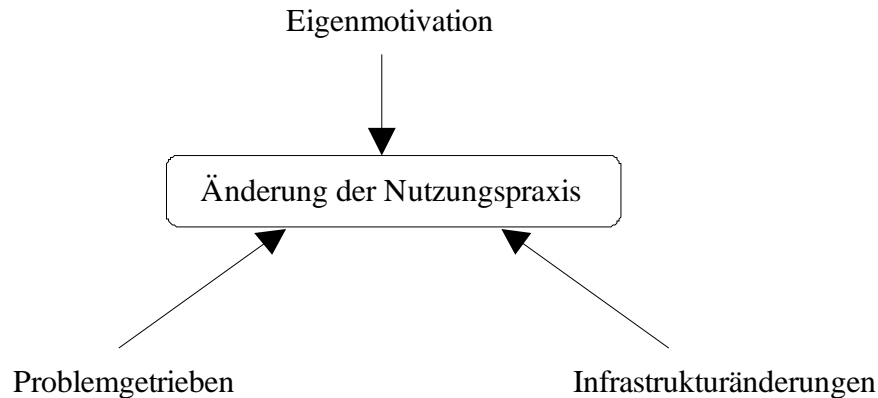 Eigenmotivation
Änderung der Nutzungspraxis
Problemgetrieben
Infrastrukturänderungen